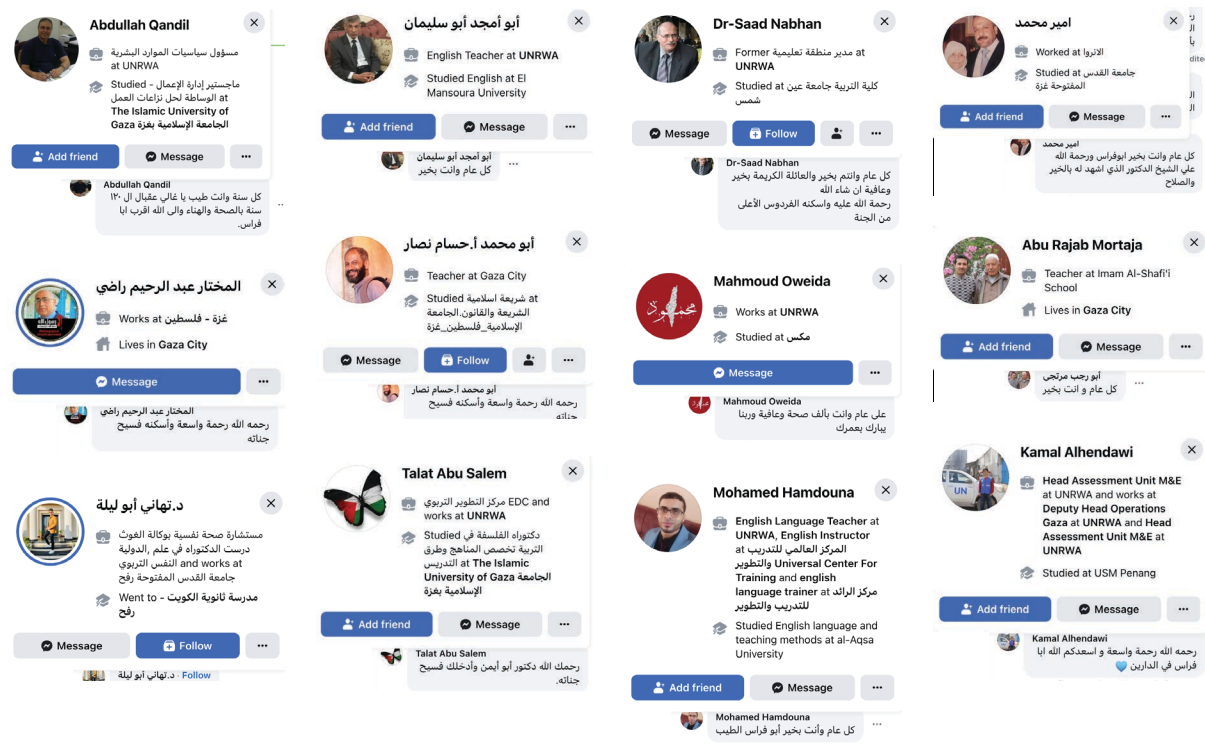 Abdullah Qandil
مسؤول سياسيات الموارد البشرية
at UNRWA
Studied ماجستير إدارة الإعمال -
الوساطة لحل نزاعات العمل at
The Islamic University of
Gaza الجامعة الإسلامية بغزة
Add friend
Message
Abdullah Qandil
كل سنة وانت طيب يا غالي عقبال ال ١٢٠
سنة بالصحة والهناء والى الله اقرب ابا
فراس.
المختار عبد الرحيم راضي
Works at غزة - فلسطين
Lives in Gaza City
Message
المختار عبد الرحيم راضي
رحمه الله رحمة واسعة وأسكنه فسيح
جناته
د.تهاني أبو ليلة
مستشارة صحة نفسية بوكالة الغوث
الدولية, درست الدكتوراه في علم
النفس التربوي and works at
جامعة القدس المفتوحة رفح
Went to مدرسة ثانوية الكويت -
رفح
Message
Follow
د.تهاني أبو ليلة · Follow
أبو أمجد أبو سليمان
English Teacher at UNRWA
Studied English at El
Mansoura University
Add friend
Message
أبو أمجد أبو سليمان
كل عام وانت بخير
أبو محمد أ.حسام نصار
Teacher at Gaza City
Studied شريعة اسلامية at
الشريعة والقانون.الجامعة
الإسلامية_فلسطين_غزة
Message
Follow
أبو محمد أ.حسام نصار
رحمه الله رحمة واسعة وأسكنه فسيح
جناته
Talat Abu Salem
مركز التطوير التربوي EDC and
works at UNRWA
Studied دكتوراه الفلسفة في
التربية تخصص المناهج وطرق
التدريس at The Islamic
University of Gaza الجامعة
الإسلامية بغزة
Add friend
Message
Talat Abu Salem
رحمك الله دكتور أبو أيمن وأدخلك فسيح
جناته.
Dr-Saad Nabhan
Former مدير منطقة تعليمية at
UNRWA
Studied at كلية التربية جامعة عين
شمس
Message
Follow
Dr-Saad Nabhan
كل عام وانتم بخير والعائلة الكريمة بخير
وعافية ان شاء الله
رحمة الله عليه واسكنه الفردوس الأعلى
من الجنة
Mahmoud Oweida
محمود
Works at UNRWA
Studied at مكس
Message
Mahmoud Oweida
على عام وانت بألف صحة وعافية وربنا
يبارك بعمرك
Mohamed Hamdouna
English Language Teacher at
UNRWA, English Instructor
at المركز العالمي للتدريب
والتطوير Universal Center For
Training and english
language trainer at مركز الرائد
للتدريب والتطوير
Studied English language and
teaching methods at al-Aqsa
University
Add friend
Message
Mohamed Hamdouna
كل عام وأنت بخير أبو فراس الطيب
امير محمد
Worked at الانروا
Studied at جامعة القدس
المفتوحة غزة
Add friend
Message
امير محمد
كل عام وانت بخير ابوفراس ورحمة الله
علي الشيخ الدكتور الذي اشهد له بالخير
والصلاح
Abu Rajab Mortaja
Teacher at Imam Al-Shafi'i
School
Lives in Gaza City
Add friend
Message
أبو رجب مرتجى
كل عام و انت بخير
Kamal Alhendawi
UN
Head Assessment Unit M&E
at UNRWA and works at
Deputy Head Operations
Gaza at UNRWA and Head
Assessment Unit M&E at
UNRWA
Studied at USM Penang
Add friend
Message
Kamal Alhendawi
رحمه الله رحمة واسعة و اسعدكم الله ابا
فراس في الدارين